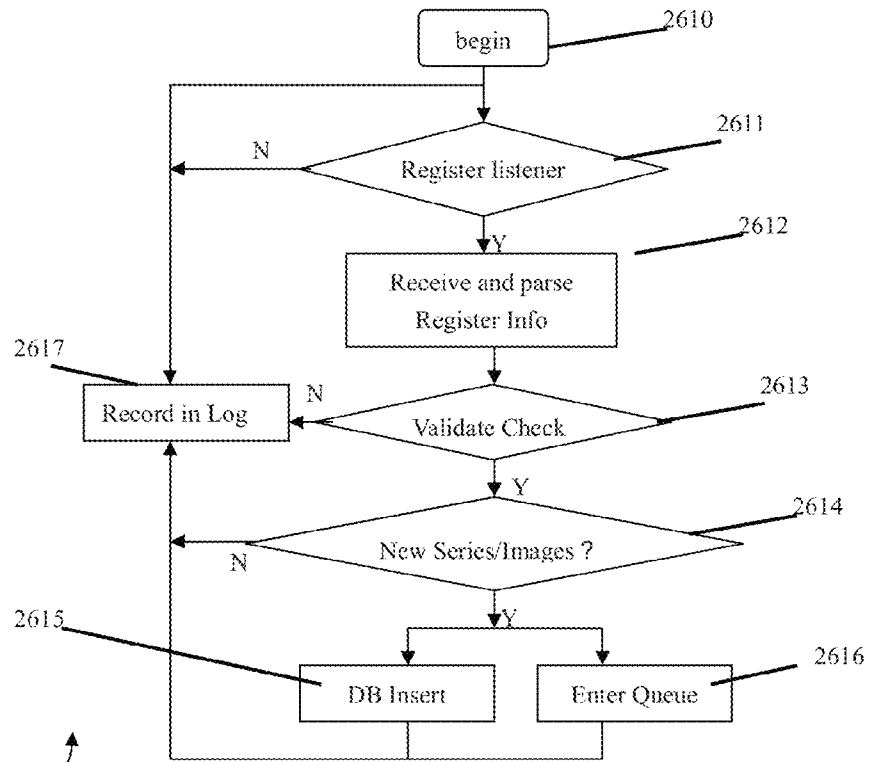 begin
2610
2611
N
Register listener
2612
Y
Receive and parse
Register Info
2617
N
2613
Record in Log
Validate Check
Y
2614
New Series/Images ?
N
2615
Y
2616
DB Insert
Enter Queue